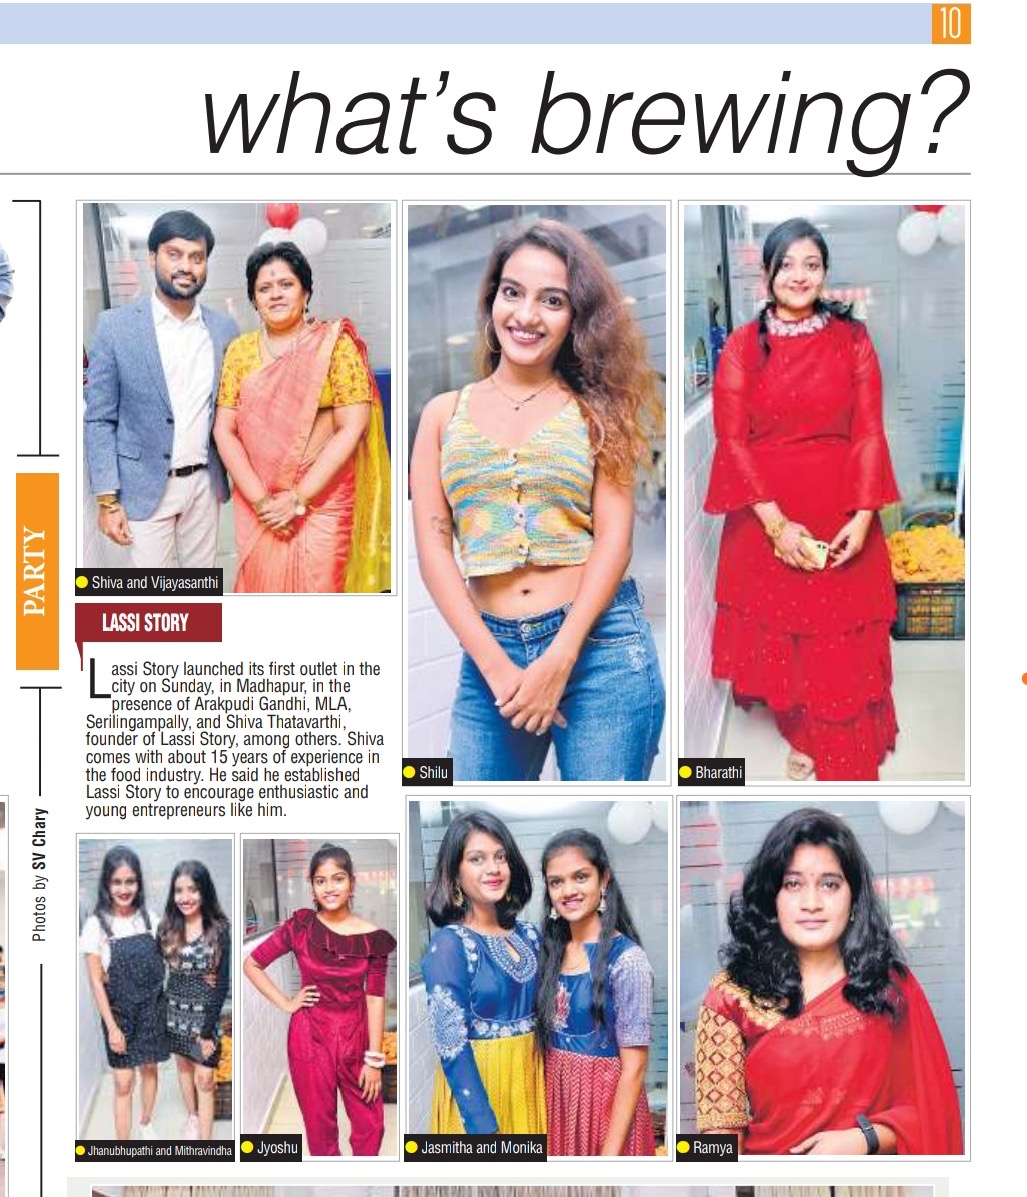 10
what's brewing?
PARTY
Photos by SV Chary
Shiva and Vijayasanthi
LASSI STORY
Lassi Story launched its first outlet in the
city on Sunday, in Madhapur, in the
presence of Arakpudi Gandhi, MLA,
Serilingampally, and Shiva Thatavarthi,
founder of Lassi Story, among others. Shiva
comes with about 15 years of experience in
the food industry. He said he established
Lassi Story to encourage enthusiastic and
young entrepreneurs like him.
Shilu
Bharathi
Jhanubhupathi and Mithravindha
Jyoshu
Jasmitha and Monika
Ramya